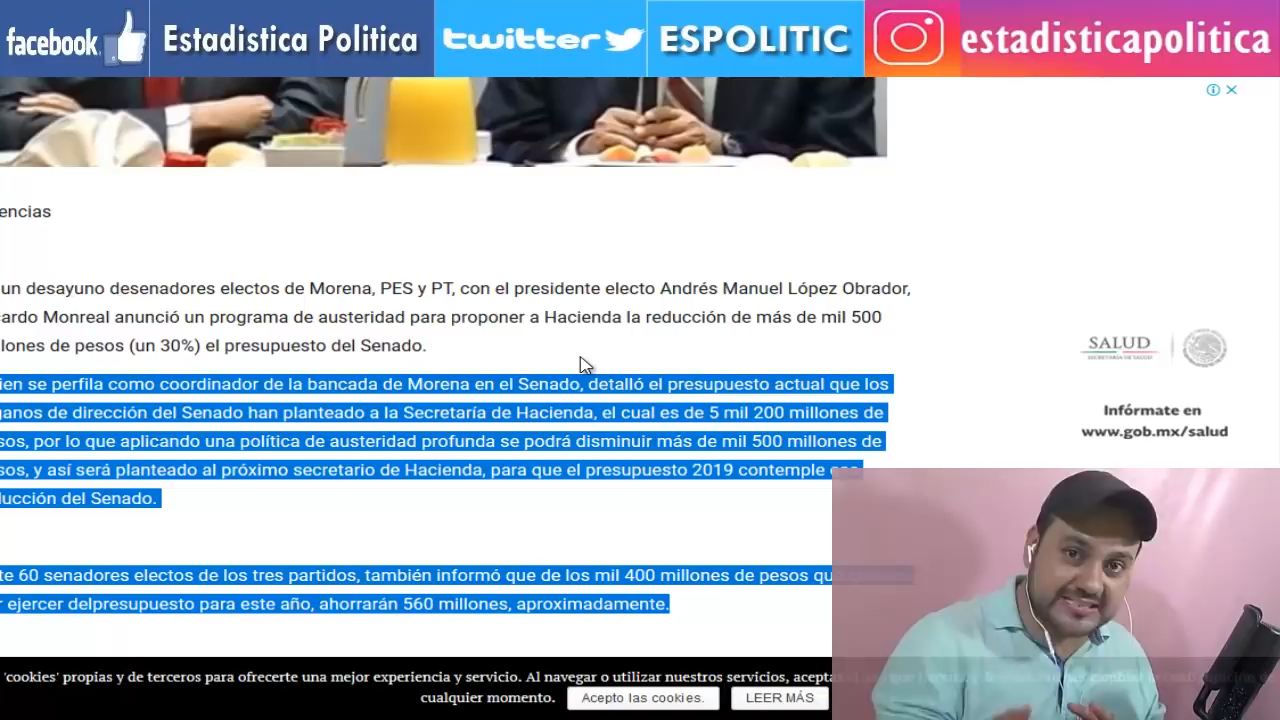 facebook Estadistica Politica twitter ESPOLITIC estadisticapolitica
encias
un desayuno desenadores electos de Morena, PES y PT, con el presidente electo Andrés Manuel López Obrador,
ardo Monreal anunció un programa de austeridad para proponer a Hacienda la reducción de más de mil 500
lones de pesos (un 30%) el presupuesto del Senado.
ien se perfila como coordinador de la bancada de Morena en el Senado, detalló el presupuesto actual que los
ganos de dirección del Senado han planteado a la Secretaría de Hacienda, el cual es de 5 mil 200 millones de
sos, por lo que aplicando una política de austeridad profunda se podrá disminuir más de mil 500 millones de
sos, y así será planteado al próximo secretario de Hacienda, para que el presupuesto 2019 contemple
ducción del Senado.
te 60 senadores electos de los tres partidos, también informó que de los mil 400 millones de pesos
r ejercer delpresupuesto para este año, ahorrarán 560 millones, aproximadamente.
SALUD
SECRETARÍA DE SALUD
Infórmate en
www.gob.mx/salud
'cookies' propias y de terceros para ofrecerte una mejor experiencia y servicio. Al navegar o utilizar nuestros servicios,
cualquier momento. Acepto las cookies. LEER MÁS